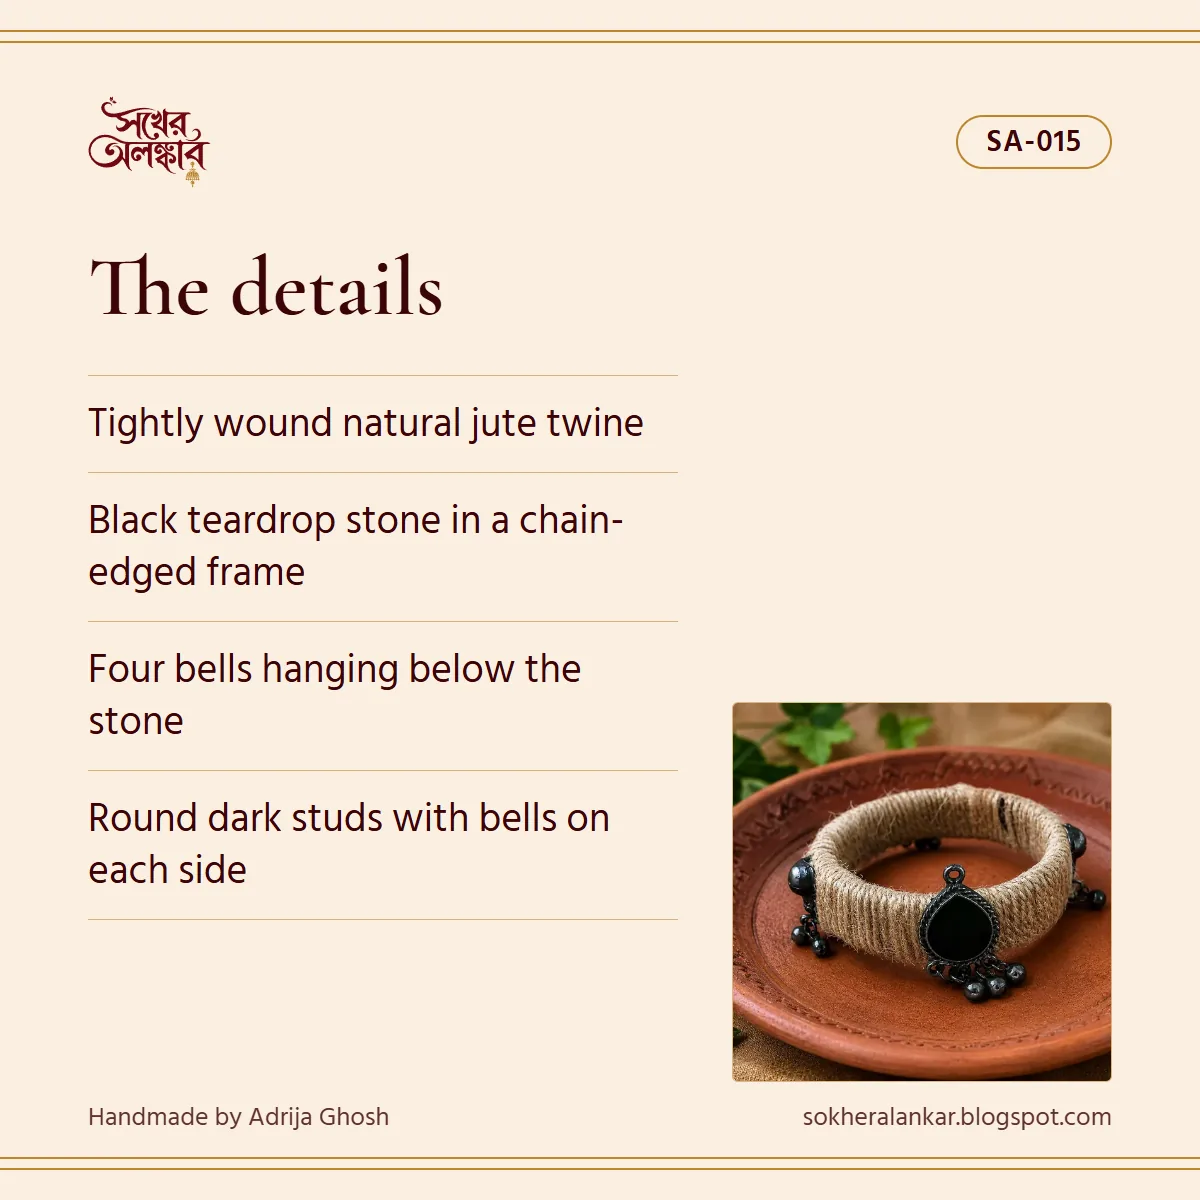 সখের
অলঙ্কার
SA-015
The details
Tightly wound natural jute twine
Black teardrop stone in a chain-
edged frame
Four bells hanging below the
stone
Round dark studs with bells on
each side
Handmade by Adrija Ghosh
sokheralankar.blogspot.com